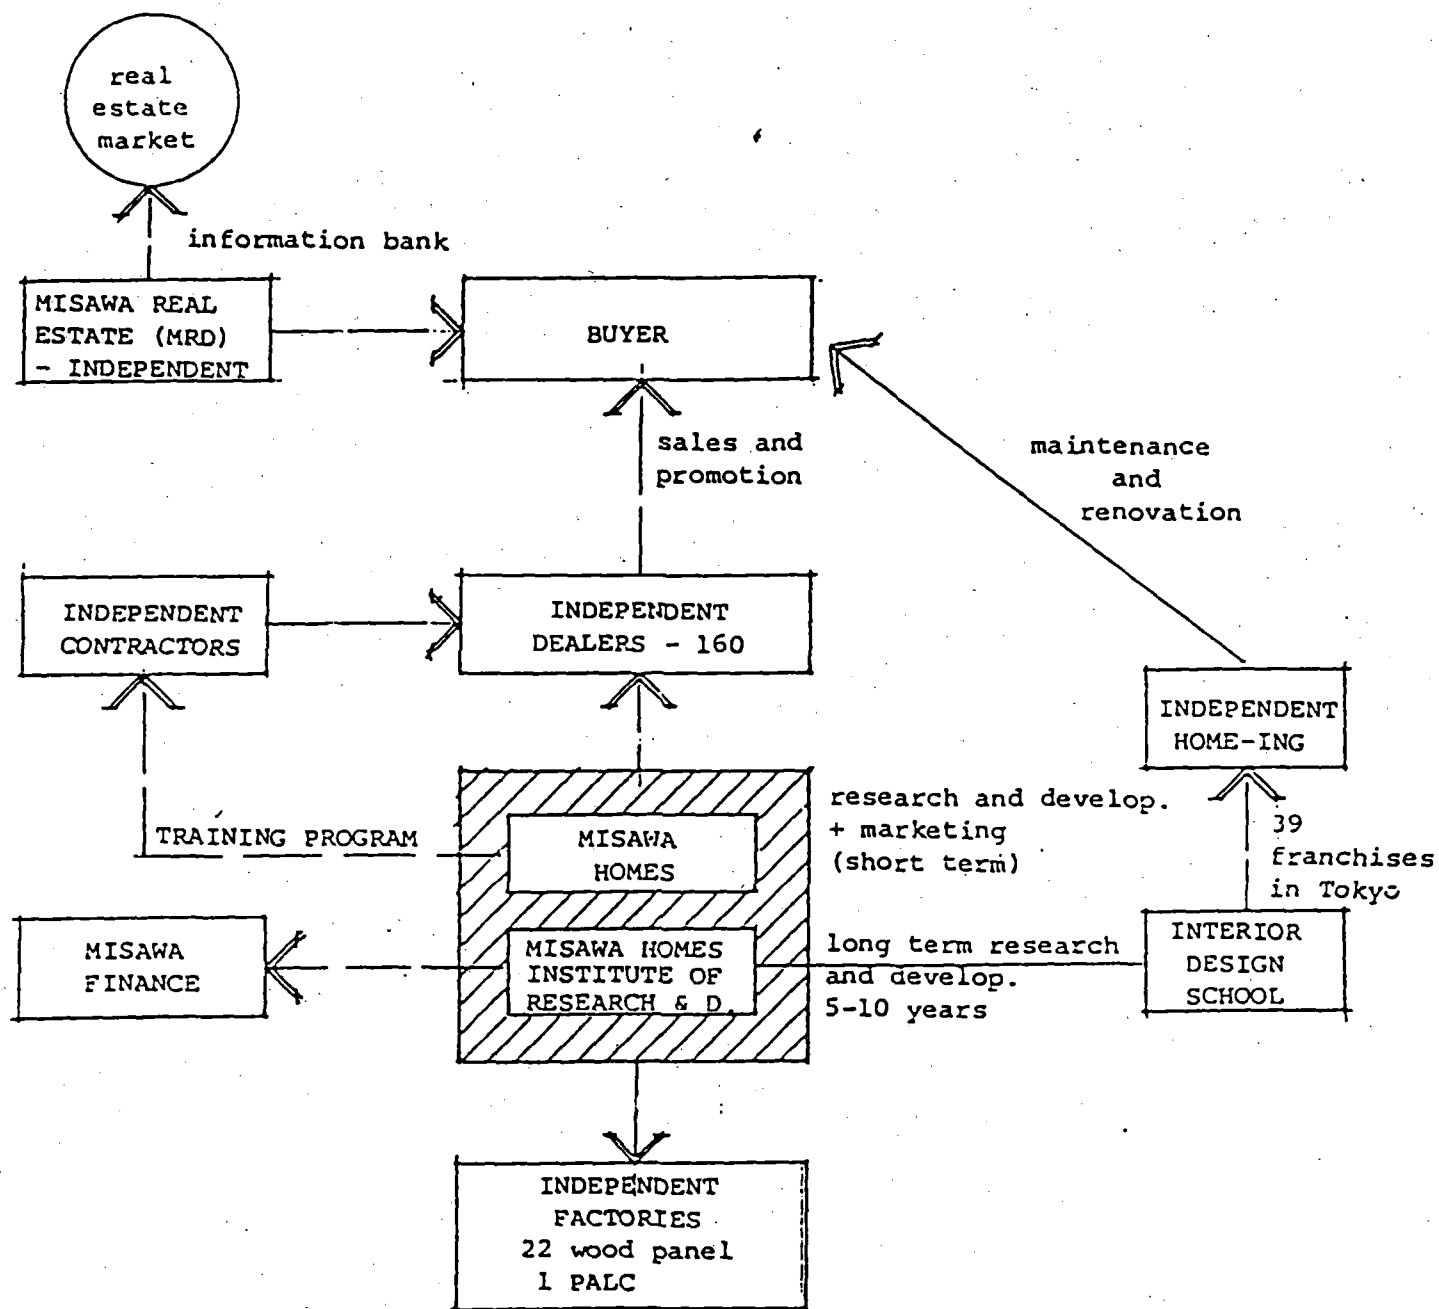 real
estate
market
information bank
MISAWA REAL
ESTATE (MRD)
- INDEPENDENT
BUYER
sales and
promotion
maintenance
and
renovation
INDEPENDENT
CONTRACTORS
INDEPENDENT
DEALERS - 160
INDEPENDENT
HOME-ING
TRAINING PROGRAM
MISAWA
HOMES
research and develop.
+ marketing
(short term)
39
franchises
in Tokyo
MISAWA
FINANCE
MISAWA HOMES
INSTITUTE OF
RESEARCH & D.
long term research
and develop.
5-10 years
INTERIOR
DESIGN
SCHOOL
INDEPENDENT
FACTORIES
22 wood panel
1 PALC